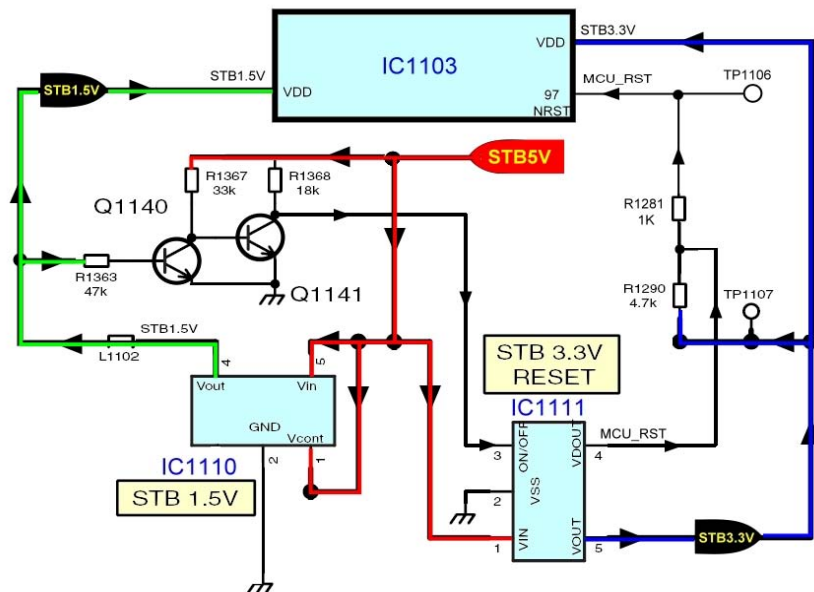 STB3.3V
VDD
IC1103
STB1.5V
MCU_RST
TP1106
STB1.5V
VDD
97
NRST
STB5V
R1367
33k
R1368
18k
Q1140
R1281
1K
R1363
47k
Q1141
R1290
4.7k
TP1107
STB1.5V
L1102
4
5
STB 3.3V
RESET
Vout
Vin
IC1111
GND
Vcont
ON/OFF
VDOUT
MCU_RST
3
4
IC1110
2
1
VSS
2
STB 1.5V
VIN
VOUT
1
5
STB3.3V